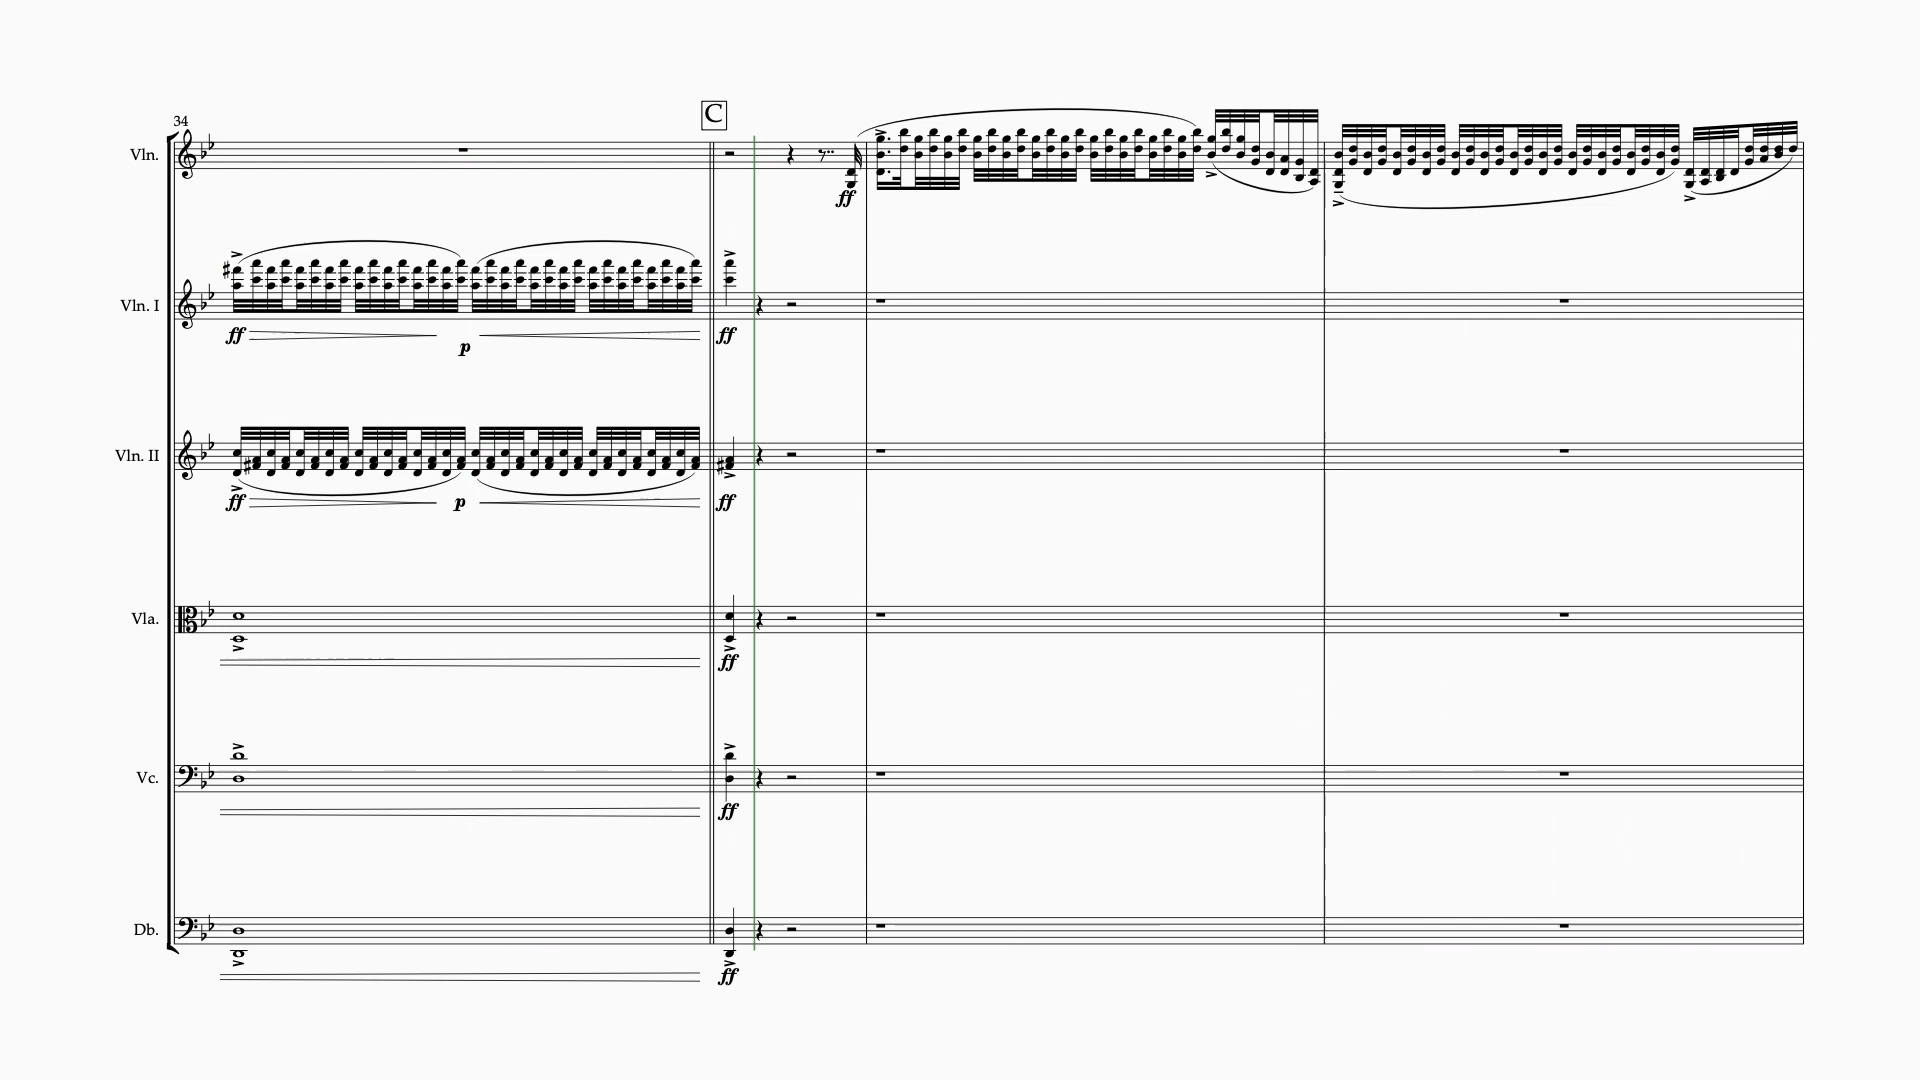 C
34
Vln.
ff
Vln. I
ff p ff
Vln. II
ff p ff
Vla.
ff
Vc.
ff
Db.
ff